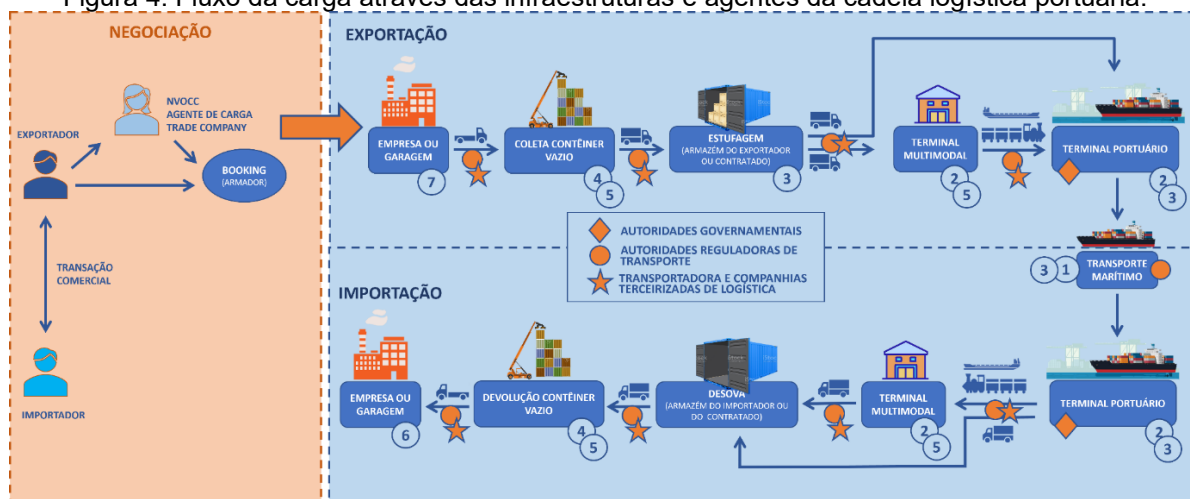 Figura 4: Fluxo da carga através das infraestruturas e agentes da cadeia logística portuária.
NEGOCIAÇÃO
NVOCC
AGENTE DE CARGA
TRADE COMPANY
EXPORTADOR
BOOKING
(ARMADOR)
TRANSAÇÃO
COMERCIAL
IMPORTADOR
EXPORTAÇÃO
EMPRESA OU
GARAGEM
7
COLETA CONTÊINER
VAZIO
4
5
ESTUFAGEM
(ARMAZÉM DO EXPORTADOR
OU CONTRATADO)
3
TERMINAL
MULTIMODAL
2
5
TERMINAL PORTUÁRIO
2
3
AUTORIDADES GOVERNAMENTAIS
AUTORIDADES REGULADORAS DE
TRANSPORTE
TRANSPORTADORA E COMPANHIAS
TERCEIRIZADAS DE LOGÍSTICA
3
1
TRANSPORTE
MARÍTIMO
IMPORTAÇÃO
EMPRESA OU
GARAGEM
6
DEVOLUÇÃO CONTÊINER
VAZIO
4
5
DESOVA
(ARMAZÉM DO IMPORTADOR OU
DO CONTRATADO)
TERMINAL
MULTIMODAL
2
5
TERMINAL PORTUÁRIO
2
3